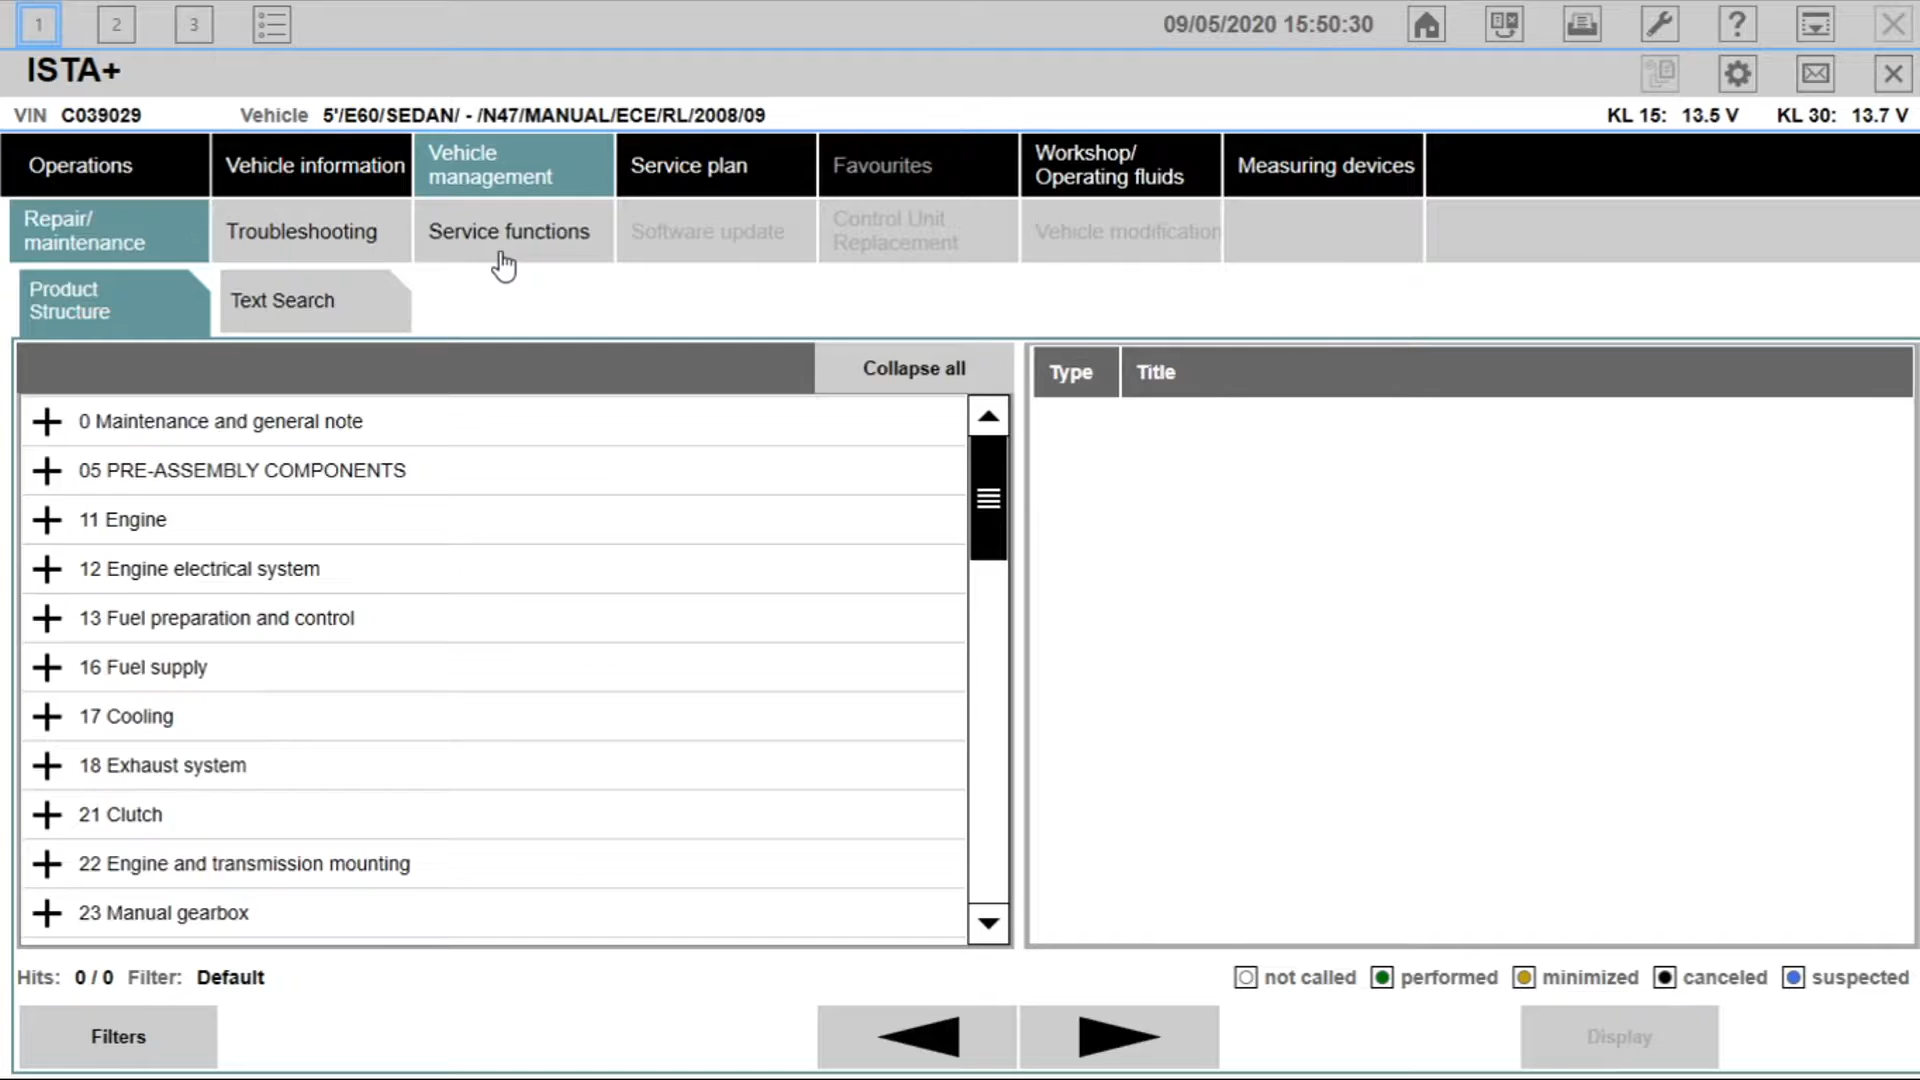 1 2 3 09/05/2020 15:50:30 ?
ISTA+
VIN C039029 Vehicle 5'/E60/SEDAN/ - /N47/MANUAL/ECE/RL/2008/09 KL 15: 13.5 V KL 30: 13.7 V
Operations
Vehicle information
Vehicle
management
Service plan
Favourites
Workshop/
Operating fluids
Measuring devices
Repair/
maintenance
Troubleshooting
Service functions
Software update
Control Unit
Replacement
Vehicle modification
Product
Structure
Text Search
Collapse all
0 Maintenance and general note
05 PRE-ASSEMBLY COMPONENTS
11 Engine
12 Engine electrical system
13 Fuel preparation and control
16 Fuel supply
17 Cooling
18 Exhaust system
21 Clutch
22 Engine and transmission mounting
23 Manual gearbox
Type Title
Hits: 0 / 0 Filter: Default
not called performed minimized canceled suspected
Filters
Display